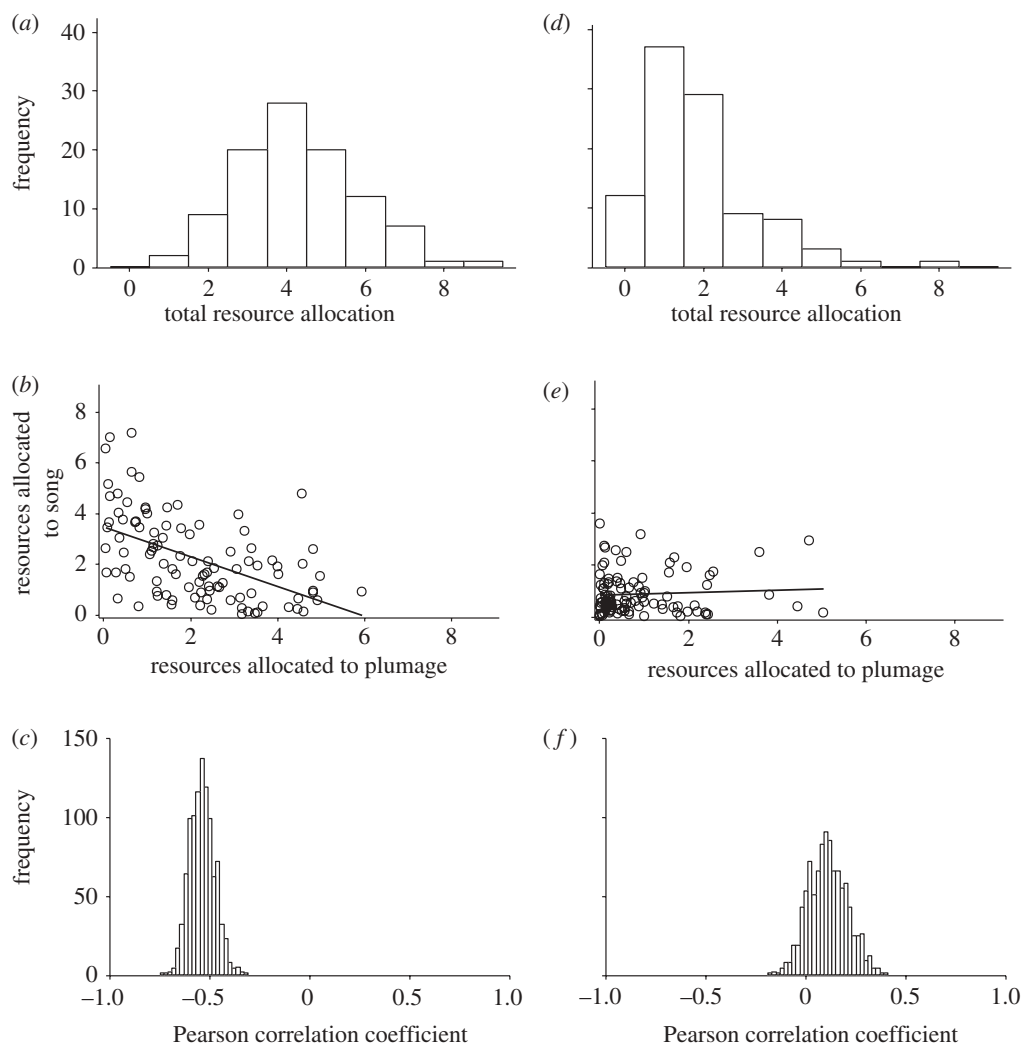 (a)
40
30
20
10
0
frequency
0 2 4 6 8
total resource allocation
(d)
0 2 4 6 8
total resource allocation
(b)
8
6
4
2
0
resources allocated
to song
0 2 4 6 8
resources allocated to plumage
(e)
0 2 4 6 8
resources allocated to plumage
(c)
150
100
50
0
frequency
–1.0 –0.5 0 0.5 1.0
Pearson correlation coefficient
(f)
–1.0 –0.5 0 0.5 1.0
Pearson correlation coefficient